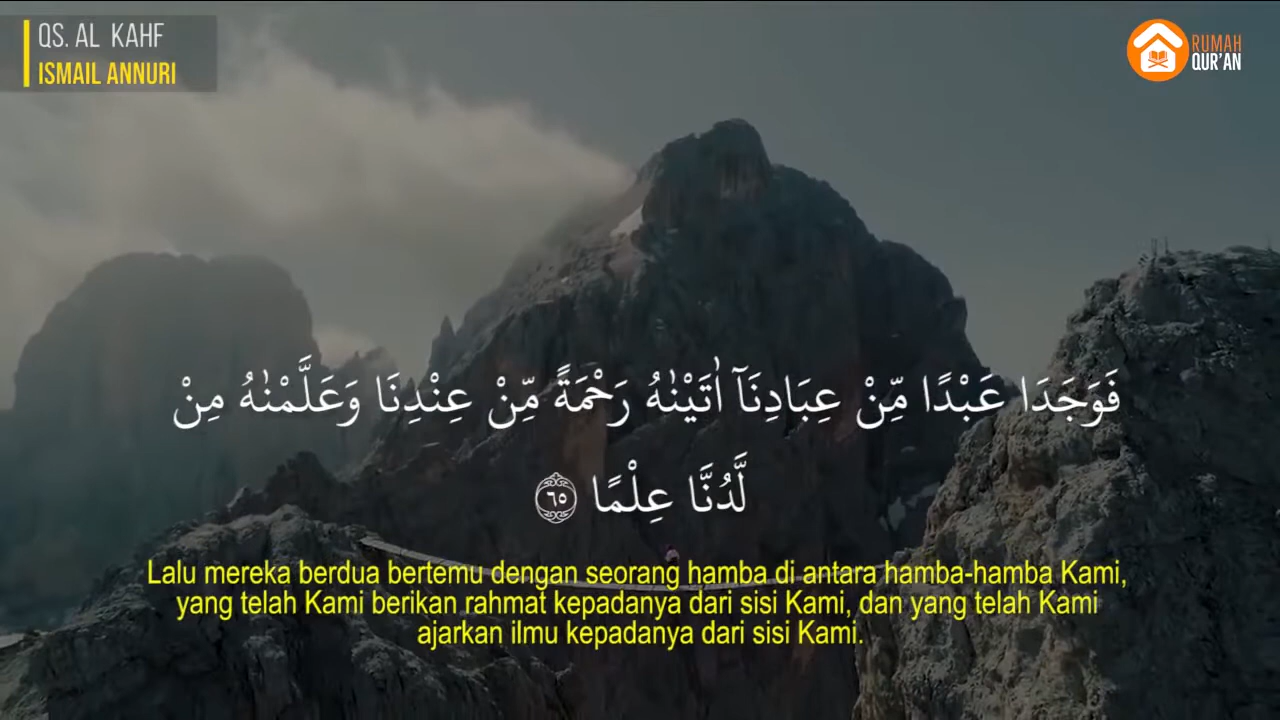 QS. AL KAHF
ISMAIL ANNURI
RUMAH
QUR'AN
فَوَجَدَا عَبْدًا مِّنْ عِبَادِنَآ اٰتَيْنٰهُ رَحْمَةً مِّنْ عِنْدِنَا وَعَلَّمْنٰهُ مِنْ
لَّدُنَّا عِلْمًا ٦٥
Lalu mereka berdua bertemu dengan seorang hamba di antara hamba-hamba Kami,
yang telah Kami berikan rahmat kepadanya dari sisi Kami, dan yang telah Kami
ajarkan ilmu kepadanya dari sisi Kami.